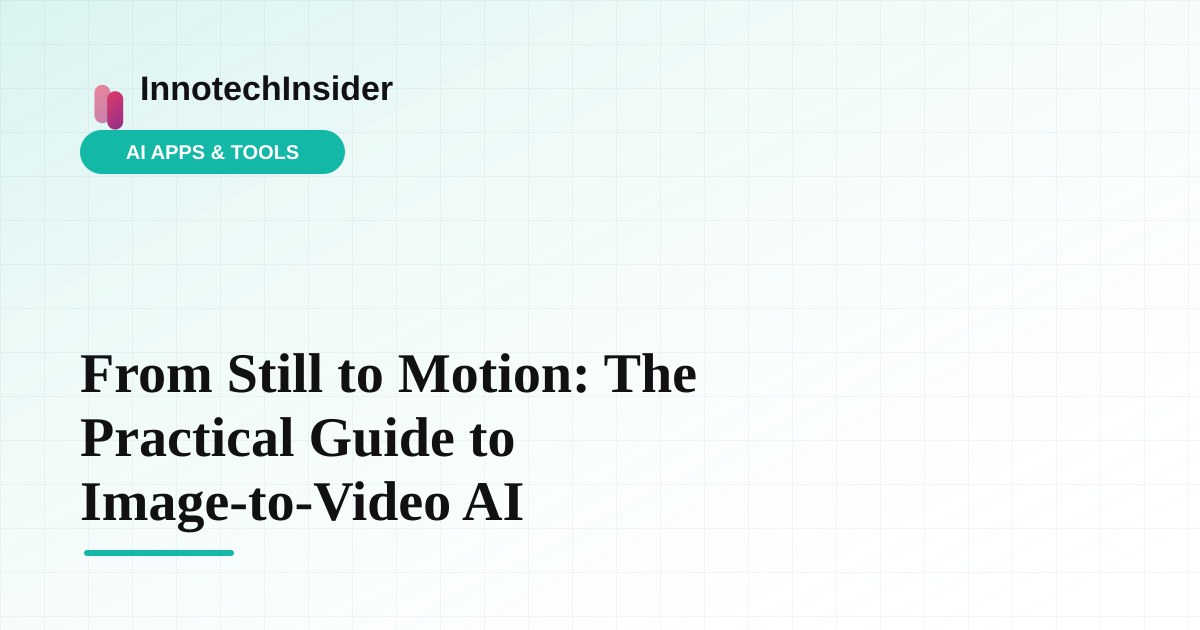 InnotechInsider
AI APPS & TOOLS
From Still to Motion: The
Practical Guide to
Image-to-Video AI